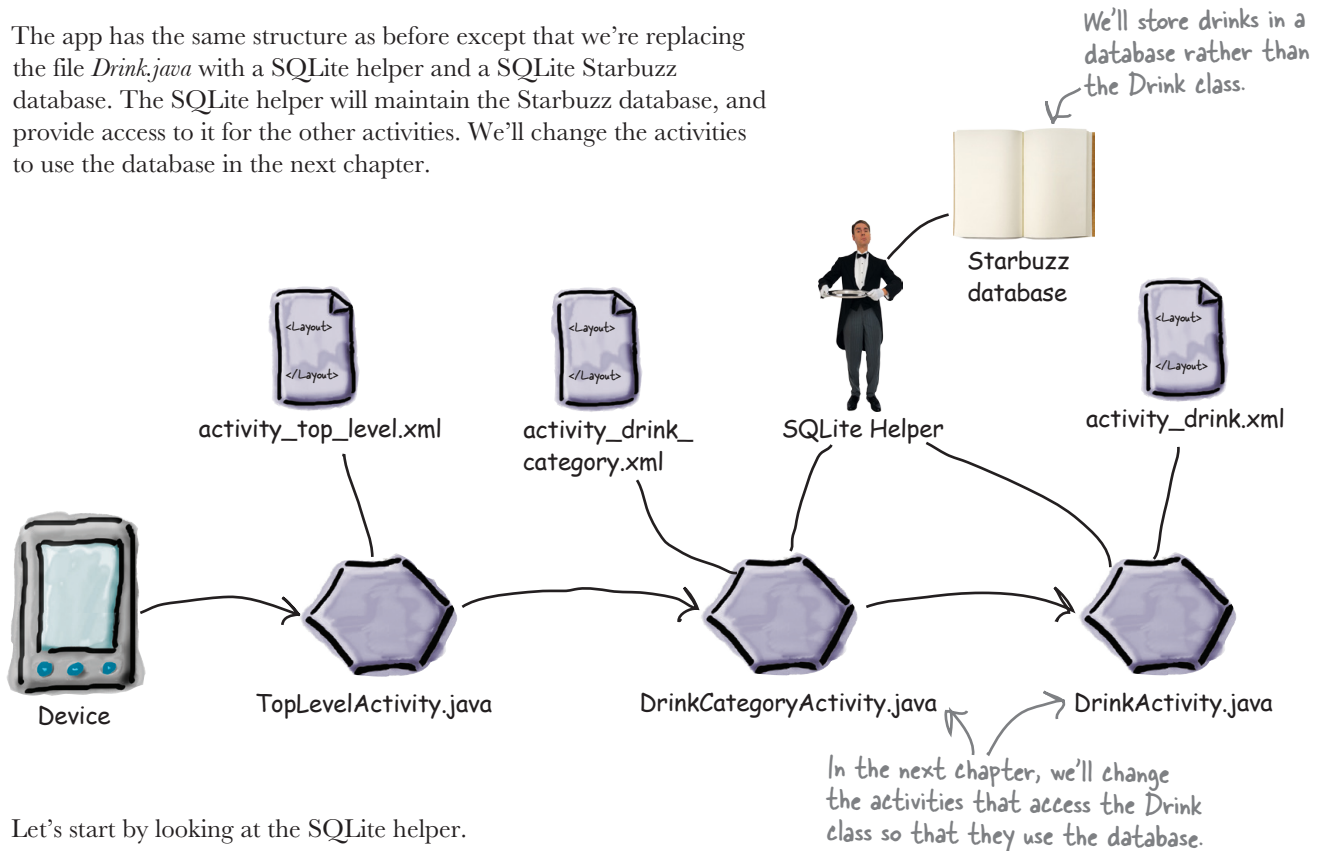 The app has the same structure as before except that we're replacing
the file Drink.java with a SQLite helper and a SQLite Starbuzz
database. The SQLite helper will maintain the Starbuzz database, and
provide access to it for the other activities. We'll change the activities
to use the database in the next chapter.
We'll store drinks in a
database rather than
the Drink class.
Starbuzz
database
<Layout>
</Layout>
activity_top_level.xml
<Layout>
</Layout>
activity_drink_
category.xml
SQLite Helper
<Layout>
</Layout>
activity_drink.xml
Device
TopLevelActivity.java
DrinkCategoryActivity.java
DrinkActivity.java
In the next chapter, we'll change
the activities that access the Drink
class so that they use the database.
Let's start by looking at the SQLite helper.